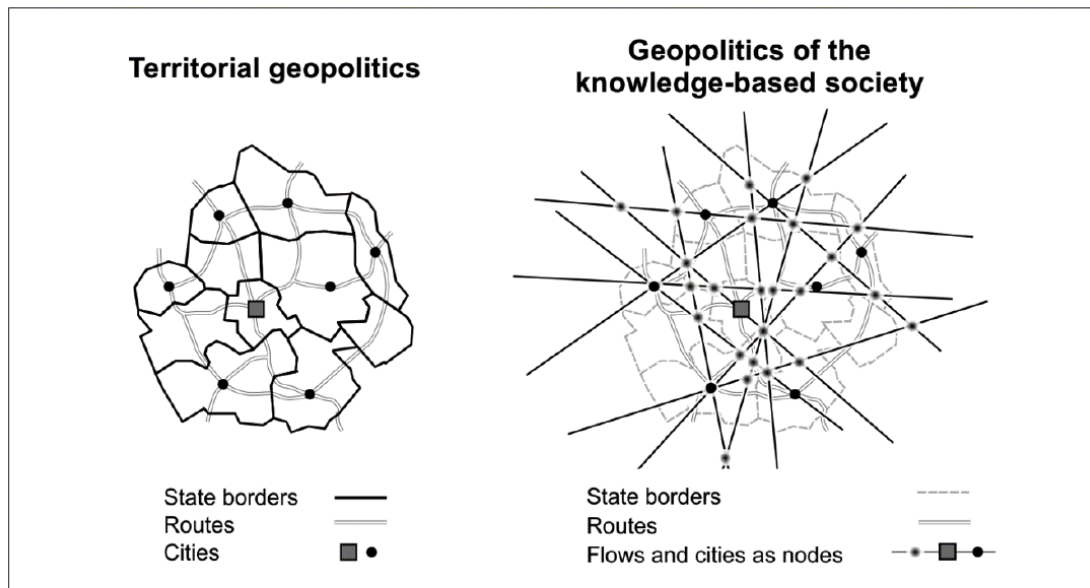 Territorial geopolitics
Geopolitics of the
knowledge-based society
State borders
Routes
Cities
State borders
Routes
Flows and cities as nodes